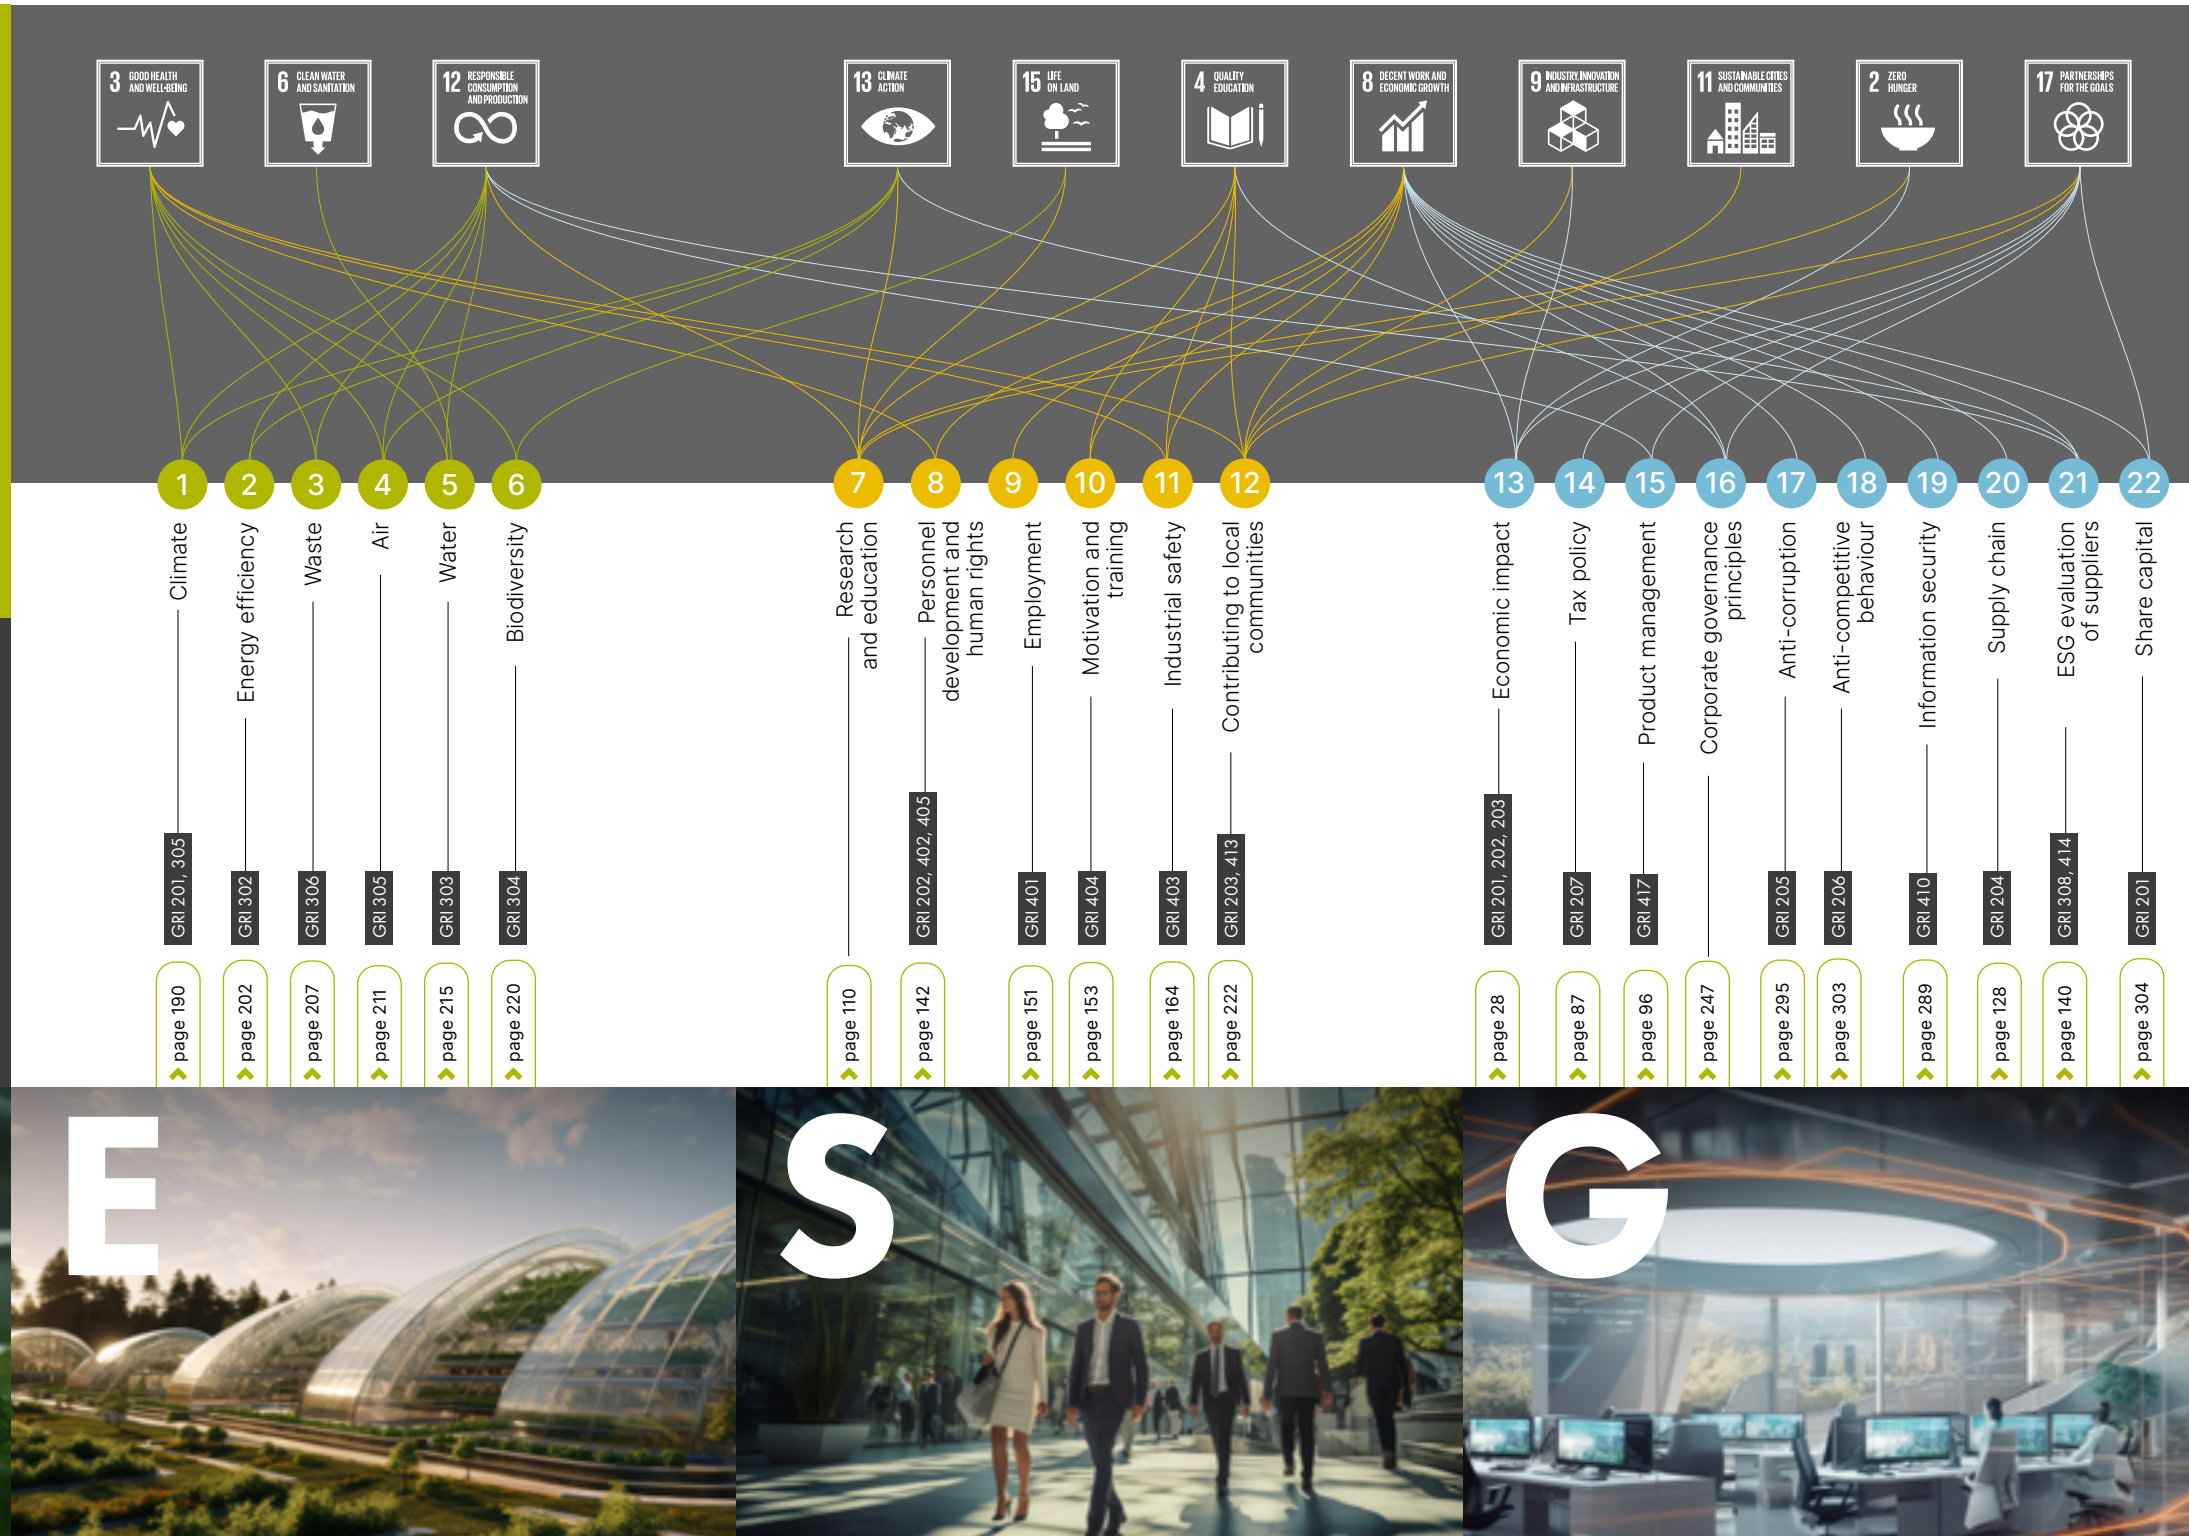 3 GOOD HEALTH
AND WELL-BEING
6 CLEAN WATER
AND SANITATION
12 RESPONSIBLE
CONSUMPTION
AND PRODUCTION
13 CLIMATE
ACTION
15 LIFE
ON LAND
4 QUALITY
EDUCATION
8 DECENT WORK AND
ECONOMIC GROWTH
9 INDUSTRY, INNOVATION
AND INFRASTRUCTURE
11 SUSTAINABLE CITIES
AND COMMUNITIES
2 ZERO
HUNGER
17 PARTNERSHIPS
FOR THE GOALS
1
2
3
4
5
6
7
8
9
10
11
12
13
14
15
16
17
18
19
20
21
22
Climate
Energy efficiency
Waste
Air
Water
Biodiversity
Research
and education
Personnel
development and
human rights
Employment
Motivation and
training
Industrial safety
Contributing to local
communities
Economic impact
Tax policy
Product management
Corporate governance
principles
Anti-corruption
Anti-competitive
behaviour
Information security
Supply chain
ESG evaluation
of suppliers
Share capital
GRI 201, 305
GRI 302
GRI 306
GRI 305
GRI 303
GRI 304
GRI 202, 402, 405
GRI 401
GRI 404
GRI 403
GRI 203, 413
GRI 201, 202, 203
GRI 207
GRI 417
GRI 205
GRI 206
GRI 410
GRI 204
GRI 308, 414
GRI 201
page 190
page 202
page 207
page 211
page 215
page 220
page 110
page 142
page 151
page 153
page 164
page 222
page 28
page 87
page 96
page 247
page 295
page 303
page 289
page 128
page 140
page 304
E
S
G